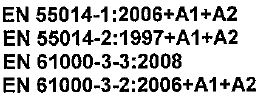 EN 55014-1:2006+A1+A2
EN 55014-2:1997+A1+A2
EN 61000-3-3:2008
EN 61000-3-2:2006+A1+A2